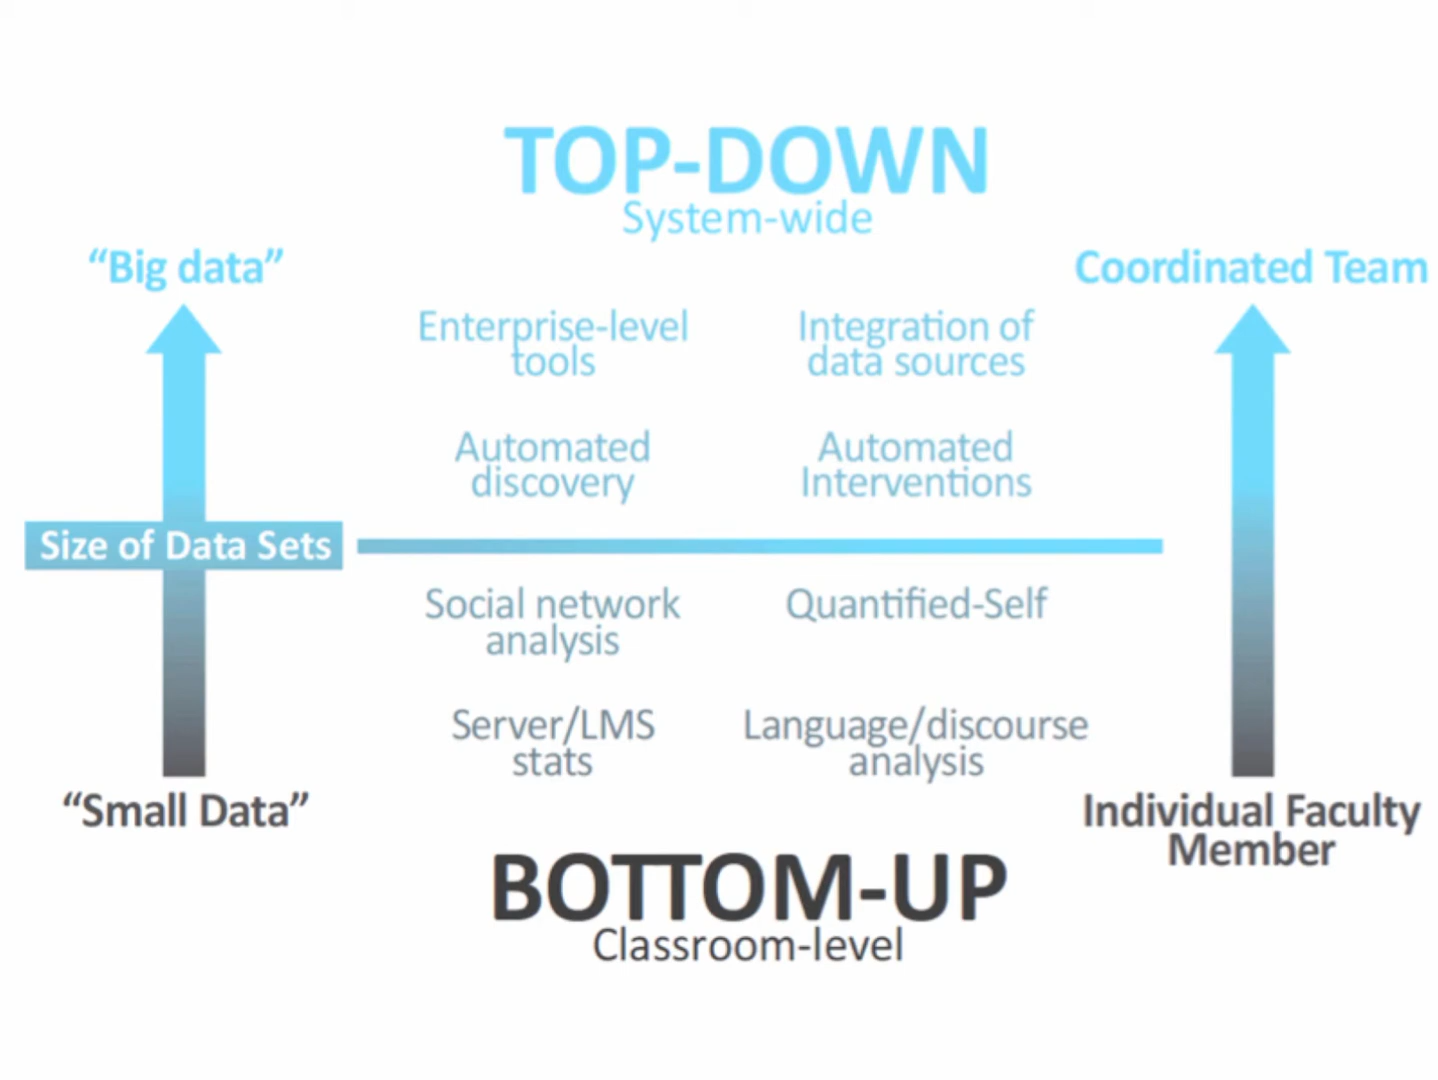 TOP-DOWN
System-wide
“Big data”
Coordinated Team
Enterprise-level
tools
Integration of
data sources
Automated
discovery
Automated
Interventions
Size of Data Sets
Social network
analysis
Quantified-Self
Server/LMS
stats
Language/discourse
analysis
“Small Data”
Individual Faculty
Member
BOTTOM-UP
Classroom-level